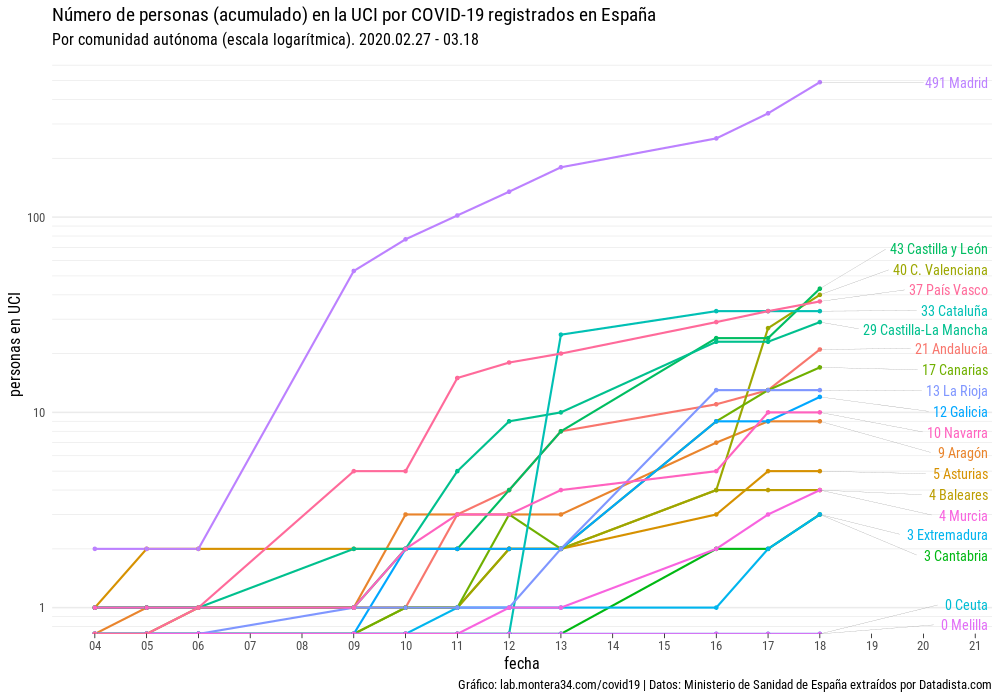 Número de personas (acumulado) en la UCI por COVID-19 registrados en España
Por comunidad autónoma (escala logarítmica). 2020.02.27 - 03.18
personas en UCI
100
10
1
491 Madrid
43 Castilla y León
40 C. Valenciana
37 País Vasco
33 Cataluña
29 Castilla-La Mancha
21 Andalucía
17 Canarias
13 La Rioja
12 Galicia
10 Navarra
9 Aragón
5 Asturias
4 Baleares
4 Murcia
3 Extremadura
3 Cantabria
0 Ceuta
0 Melilla
04 05 06 07 08 09 10 11 12 13 14 15 16 17 18 19 20 21
fecha
Gráfico: lab.montera34.com/covid19 | Datos: Ministerio de Sanidad de España extraídos por Datadista.com